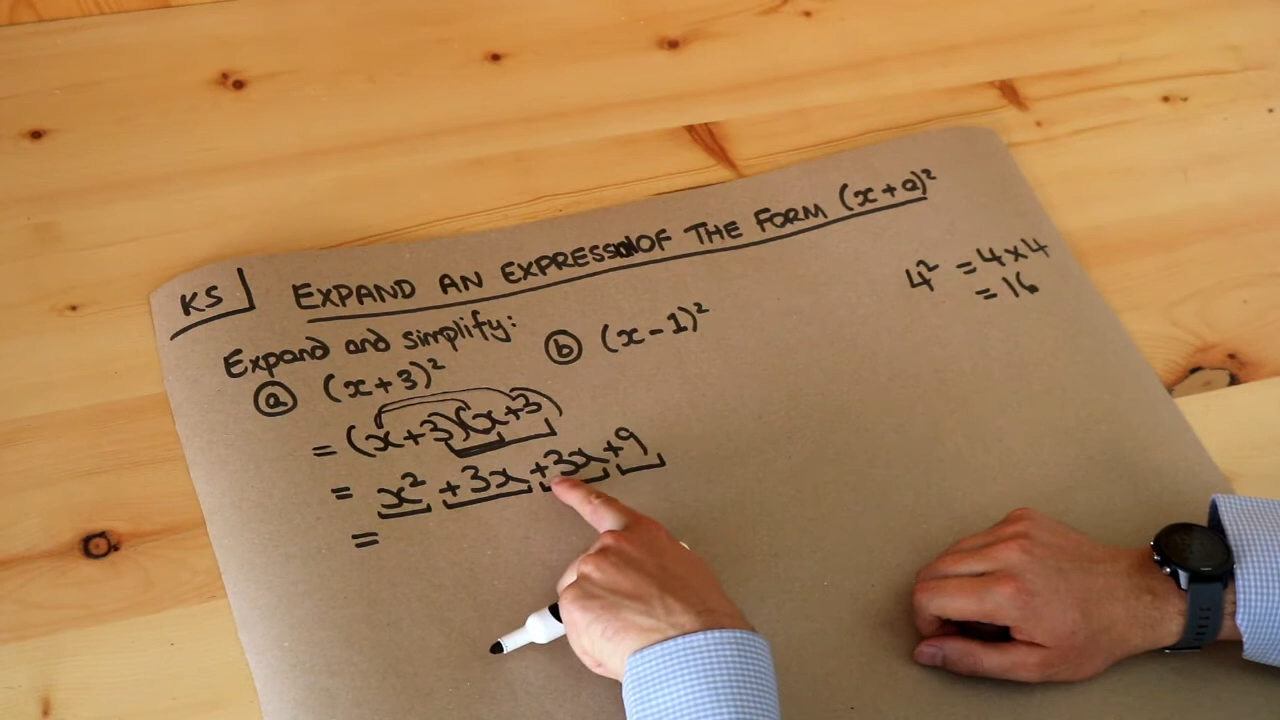 KS EXPAND AN EXPRESSION OF THE FORM (x+a)²
Expand and simplify:
ⓐ (x+3)²
= (x+3)(x+3)
= x² +3x +3x +9
=
ⓑ (x-1)²
4² = 4×4
= 16